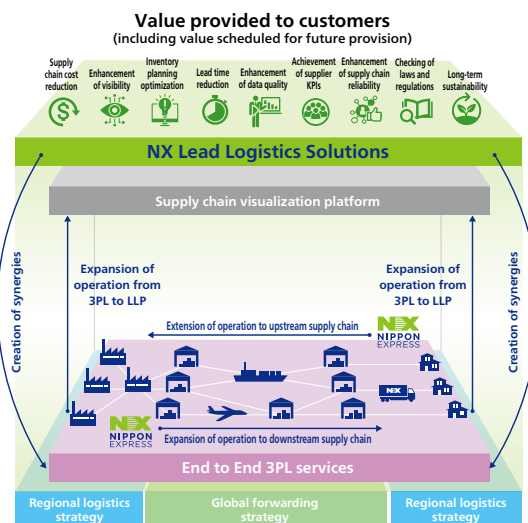 Value provided to customers
(including value scheduled for future provision)
Supply
chain cost
reduction
Enhancement
of visibility
Inventory
planning
optimization
Lead time
reduction
Enhancement
of data quality
Achievement
of supplier
KPIs
Enhancement
of supply chain
reliability
Checking of
laws and
regulations
Long-term
sustainability
NX Lead Logistics Solutions
Supply chain visualization platform
Creation of synergies
Expansion of
operation from
3PL to LLP
Expansion of
operation from
3PL to LLP
Creation of synergies
Extension of operation to upstream supply chain
NX
NIPPON
EXPRESS
NX
NX
NIPPON
EXPRESS
Expansion of operation to downstream supply chain
End to End 3PL services
Regional logistics
strategy
Global forwarding
strategy
Regional logistics
strategy